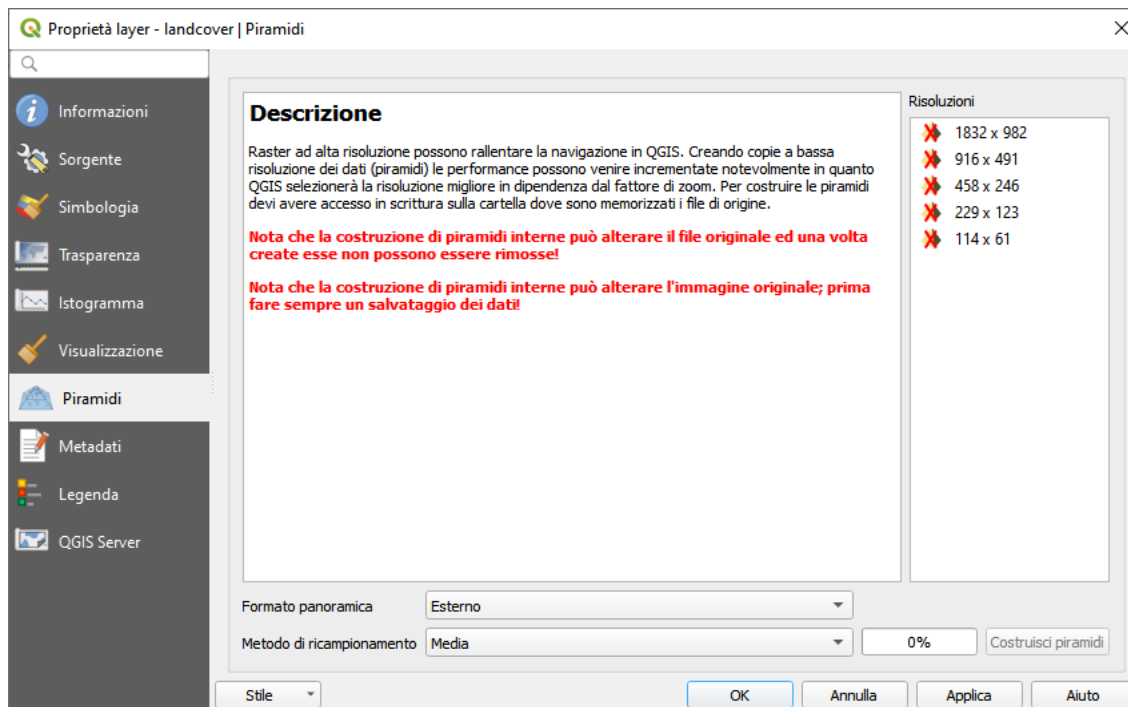 Proprietà layer - landcover | Piramidi
Informazioni
Sorgente
Simbologia
Trasparenza
Istogramma
Visualizzazione
Piramidi
Metadati
Legenda
QGIS Server
Descrizione
Raster ad alta risoluzione possono rallentare la navigazione in QGIS. Creando copie a bassa
risoluzione dei dati (piramidi) le performance possono venire incrementate notevolmente in quanto
QGIS selezionerà la risoluzione migliore in dipendenza dal fattore di zoom. Per costruire le piramidi
devi avere accesso in scrittura sulla cartella dove sono memorizzati i file di origine.
Nota che la costruzione di piramidi interne può alterare il file originale ed una volta
create esse non possono essere rimosse!
Nota che la costruzione di piramidi interne può alterare l'immagine originale; prima
fare sempre un salvataggio dei dati!
Risoluzioni
1832 x 982
916 x 491
458 x 246
229 x 123
114 x 61
Formato panoramica Esterno
Metodo di ricampionamento Media 0% Costruisci piramidi
Stile OK Annulla Applica Aiuto